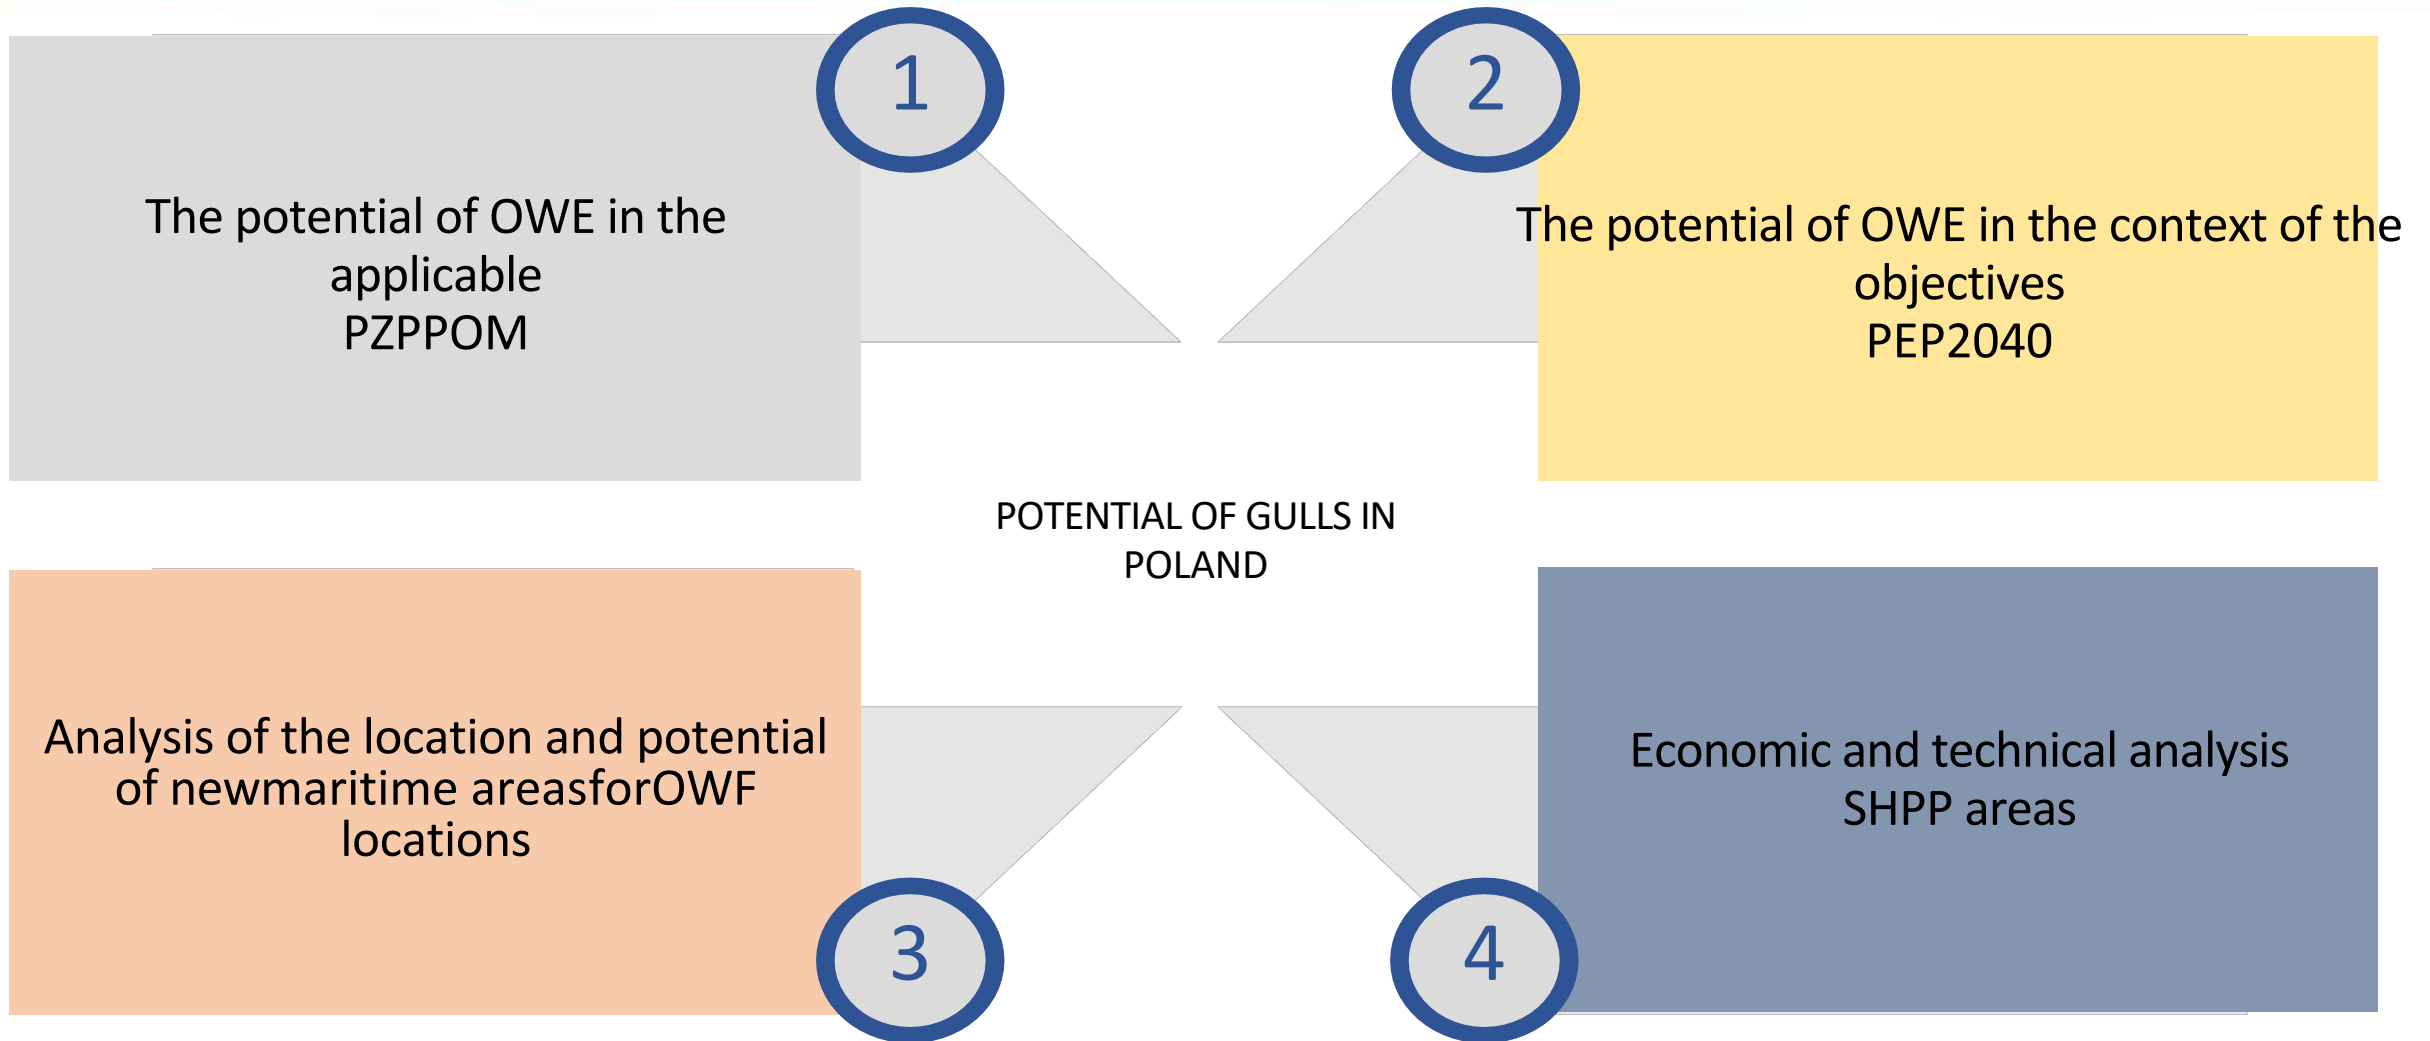 1
The potential of OWE in the
applicable
PZPPOM
2
The potential of OWE in the context of the
objectives
PEP2040
POTENTIAL OF GULLS IN
POLAND
Analysis of the location and potential
of newmaritime areasforOWF
locations
3
Economic and technical analysis
SHPP areas
4